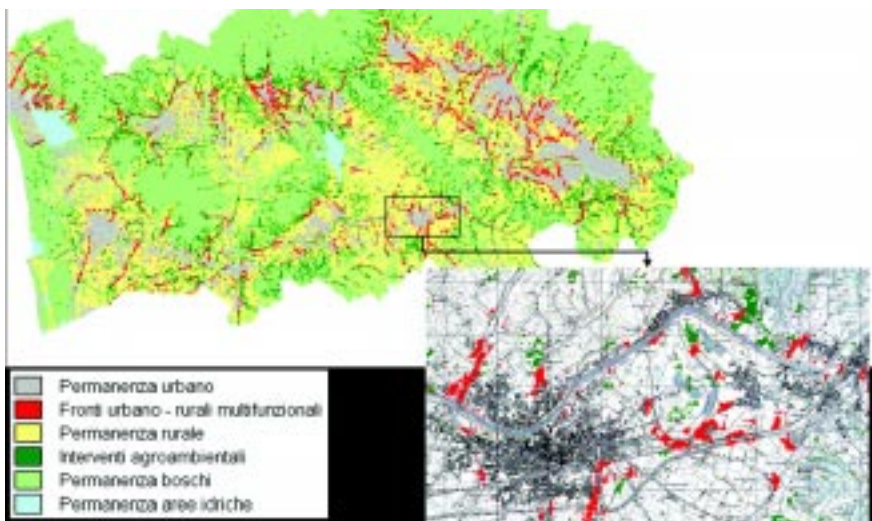 Permanenza urbano
Fronti urbano - rurali multifunzionali
Permanenza rurale
Interventi agroambientali
Permanenza boschi
Permanenza aree idriche